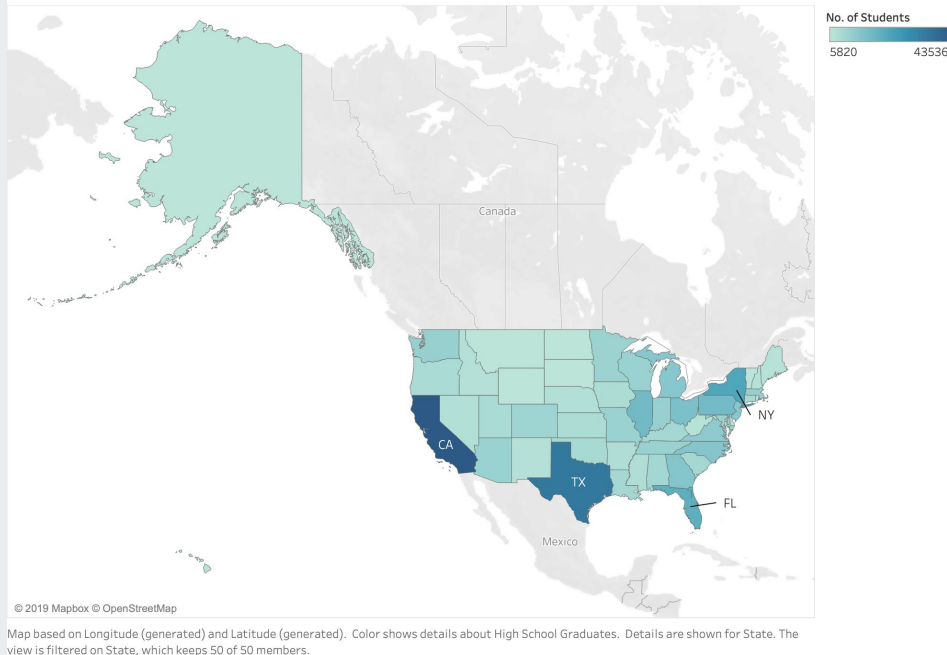 No. of Students
5820 43536
Canada
NY
CA
TX
FL
Mexico
© 2019 Mapbox © OpenStreetMap
Map based on Longitude (generated) and Latitude (generated). Color shows details about High School Graduates. Details are shown for State. The
view is filtered on State, which keeps 50 of 50 members.